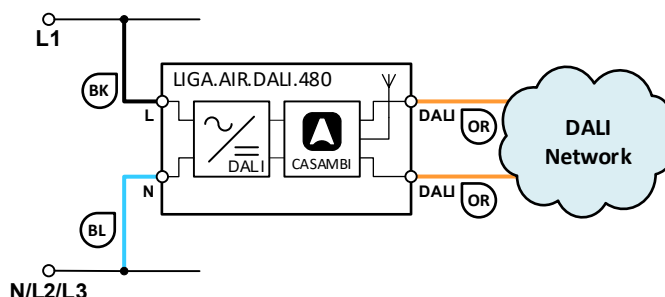 L1
BK
LIGA.AIR.DALI.480
L
DALI
CASAMBI
DALI
OR
DALI
Network
N
DALI
OR
BL
N/L2/L3